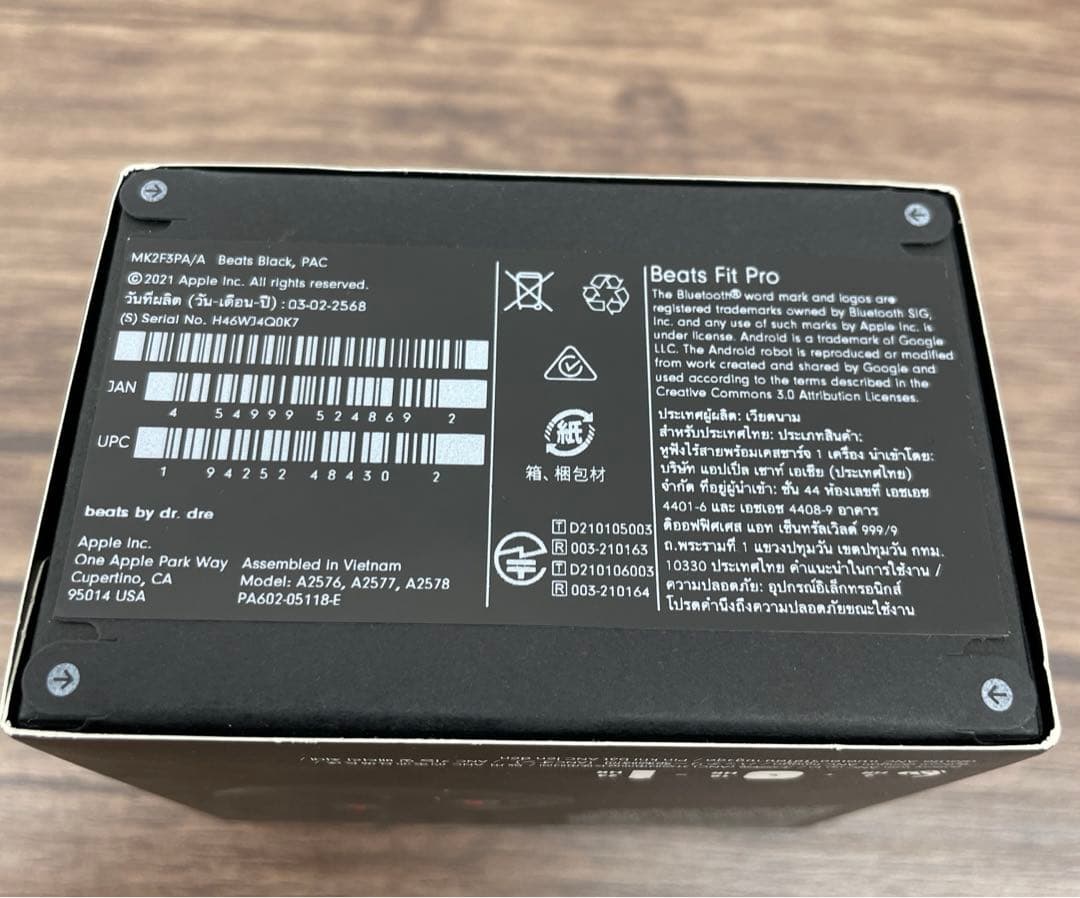 MK2F3PA/A Beats Black, PAC
©2021 Apple Inc. All rights reserved.
วันที่ผลิต (วัน-เดือน-ปี) : 03-02-2568
(S) Serial No. H46WJ4Q0K7
JAN
4 54999 524869 2
UPC
1 94252 48430 2
beats by dr. dre
Apple Inc.
One Apple Park Way
Cupertino, CA
95014 USA
Assembled in Vietnam
Model: A2576, A2577, A2578
PA602-05118-E
紙
箱、梱包材
T D210105003
R 003-210163
T D210106003
R 003-210164
Beats Fit Pro
The Bluetooth® word mark and logos are
registered trademarks owned by Bluetooth SIG,
Inc. and any use of such marks by Apple Inc. is
under license. Android is a trademark of Google
LLC. The Android robot is reproduced or modified
from work created and shared by Google and
used according to the terms described in the
Creative Commons 3.0 Attribution Licenses.
ประเทศผู้ผลิต: เวียดนาม
สำหรับประเทศไทย: ประเภทสินค้า:
หูฟังไร้สายพร้อมเคสชาร์จ 1 เครื่อง นำเข้าโดย:
บริษัท แอปเปิ้ล เซาท์ เอเชีย (ประเทศไทย)
จำกัด ที่อยู่ผู้นำเข้า: ชั้น 44 ห้องเลขที่ เอชเอช
4401-6 และ เอชเอช 4408-9 อาคาร
ดิออฟฟิศเศส แอท เซ็นทรัลเวิลด์ 999/9
ถ.พระรามที่ 1 แขวงปทุมวัน เขตปทุมวัน กทม.
10330 ประเทศไทย คำแนะนำในการใช้งาน /
ความปลอดภัย: อุปกรณ์อิเล็กทรอนิกส์
โปรดคำนึงถึงความปลอดภัยขณะใช้งาน